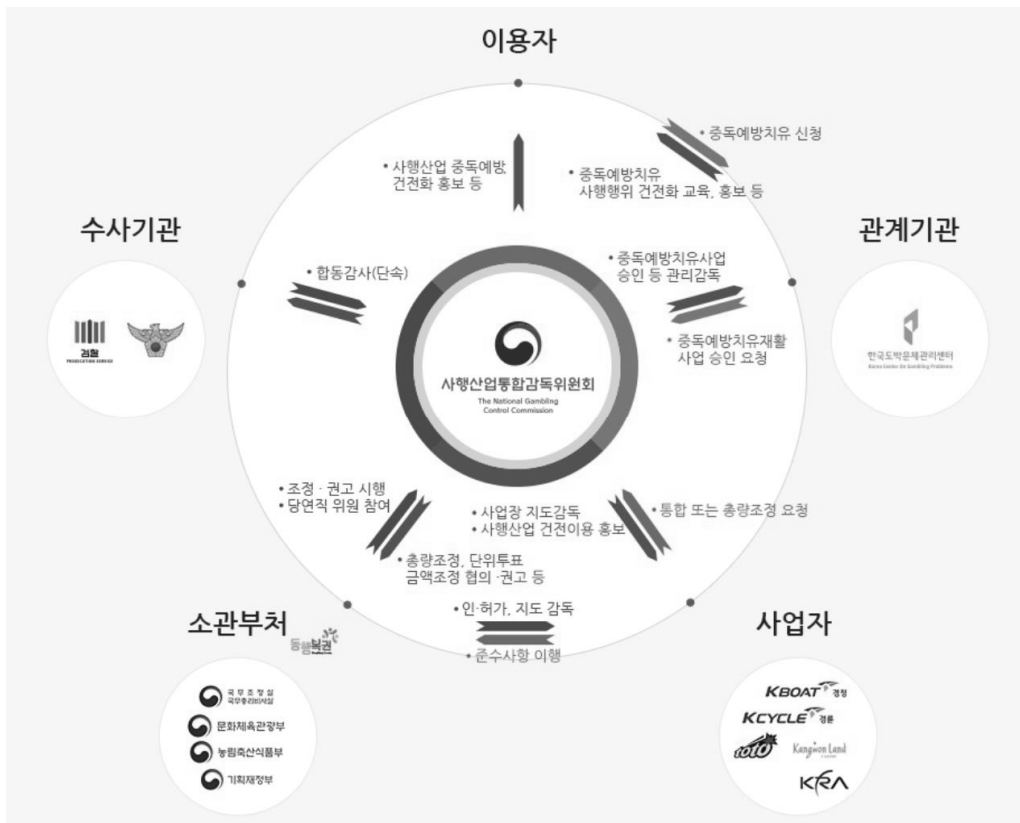 이용자
• 중독예방치유 신청
• 사행산업 중독예방
건전화 홍보 등
• 중독예방치유
사행행위 건전화 교육, 홍보 등
수사기관
관계기관
• 합동감사(단속)
• 중독예방치유사업
승인 등 관리감독
검찰
PROSECUTION SERVICE
• 중독예방치유재활
사업 승인 요청
한국도박문제관리센터
Korea Center On Gambling Problems
사행산업통합감독위원회
The National Gambling
Control Commission
• 조정 · 권고 시행
• 당연직 위원 참여
• 사업장 지도감독
• 사행산업 건전이용 홍보
• 통합 또는 총량조정 요청
• 총량조정, 단위투표
금액조정 협의 ·권고 등
• 인·허가, 지도 감독
• 준수사항 이행
소관부처
동행복권
사업자
국무조정실
국무총리비서실
문화체육관광부
농림축산식품부
기획재정부
KBOAT 경정
KCYCLE 경륜
toto
Kangwon Land
KRA